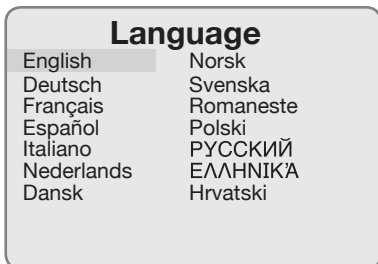 Language
English
Deutsch
Français
Español
Italiano
Nederlands
Dansk
Norsk
Svenska
Romaneste
Polski
РУССКИЙ
ΕΛΛΗΝΙΚΆ
Hrvatski